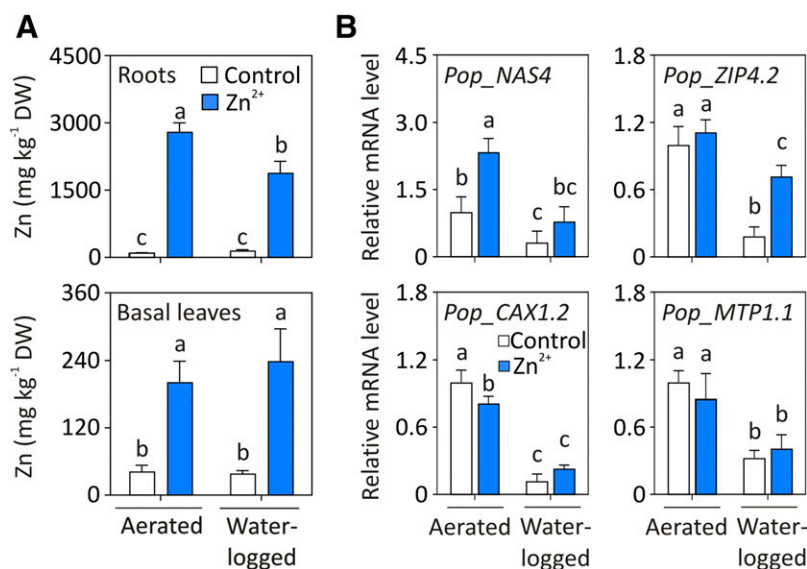 A
B
Zn (mg kg⁻¹ DW)
4500
3000
1500
0
Roots
Control
Zn²⁺
c
a
c
b
Zn (mg kg⁻¹ DW)
360
240
120
0
Basal leaves
b
a
b
a
Aerated
Water-
logged
Relative mRNA level
4.5
3.0
1.5
0
Pop_NAS4
b
a
c
bc
1.8
1.2
0.6
0
Pop_ZIP4.2
a
a
b
c
Relative mRNA level
1.8
1.2
0.6
0
Pop_CAX1.2
Control
Zn²⁺
a
b
c
c
Aerated
Water-
logged
1.8
1.2
0.6
0
Pop_MTP1.1
a
a
b
b
Aerated
Water-
logged